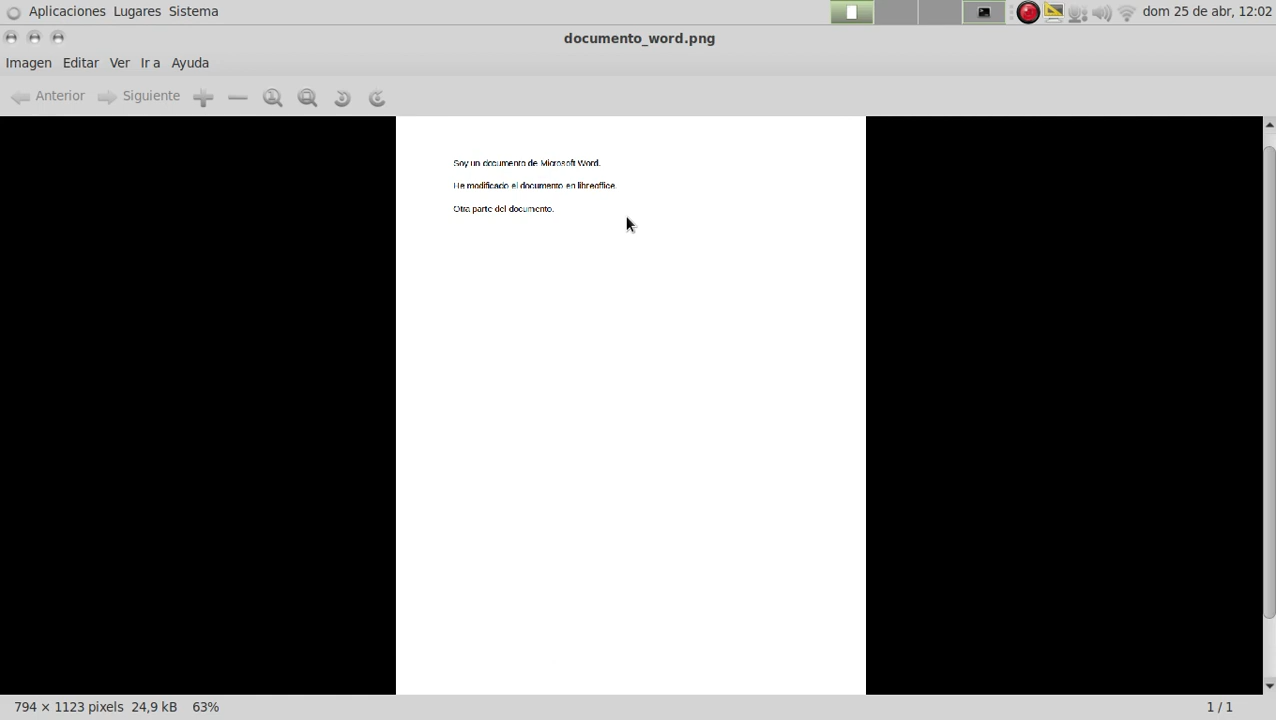 Aplicaciones Lugares Sistema
dom 25 de abr, 12:02
documento_word.png
Imagen Editar Ver Ir a Ayuda
Anterior Siguiente
Soy un documento de Microsoft Word.
He modificado el documento en libreoffice.
Otra parte del documento.
794 × 1123 pixels 24,9 kB 63%
1 / 1